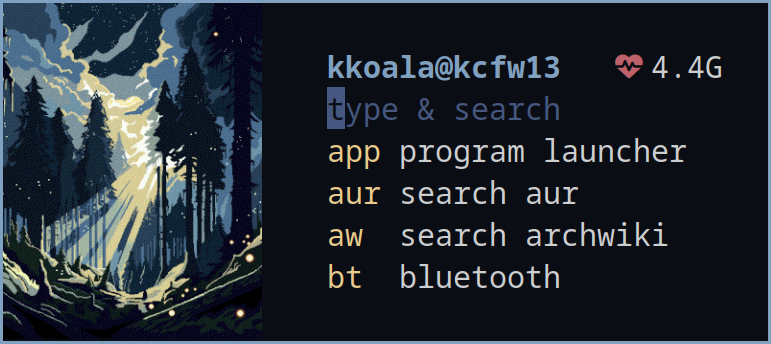 kkoala@kcfw13 4.4G
type & search
app program launcher
aur search aur
aw search archwiki
bt bluetooth